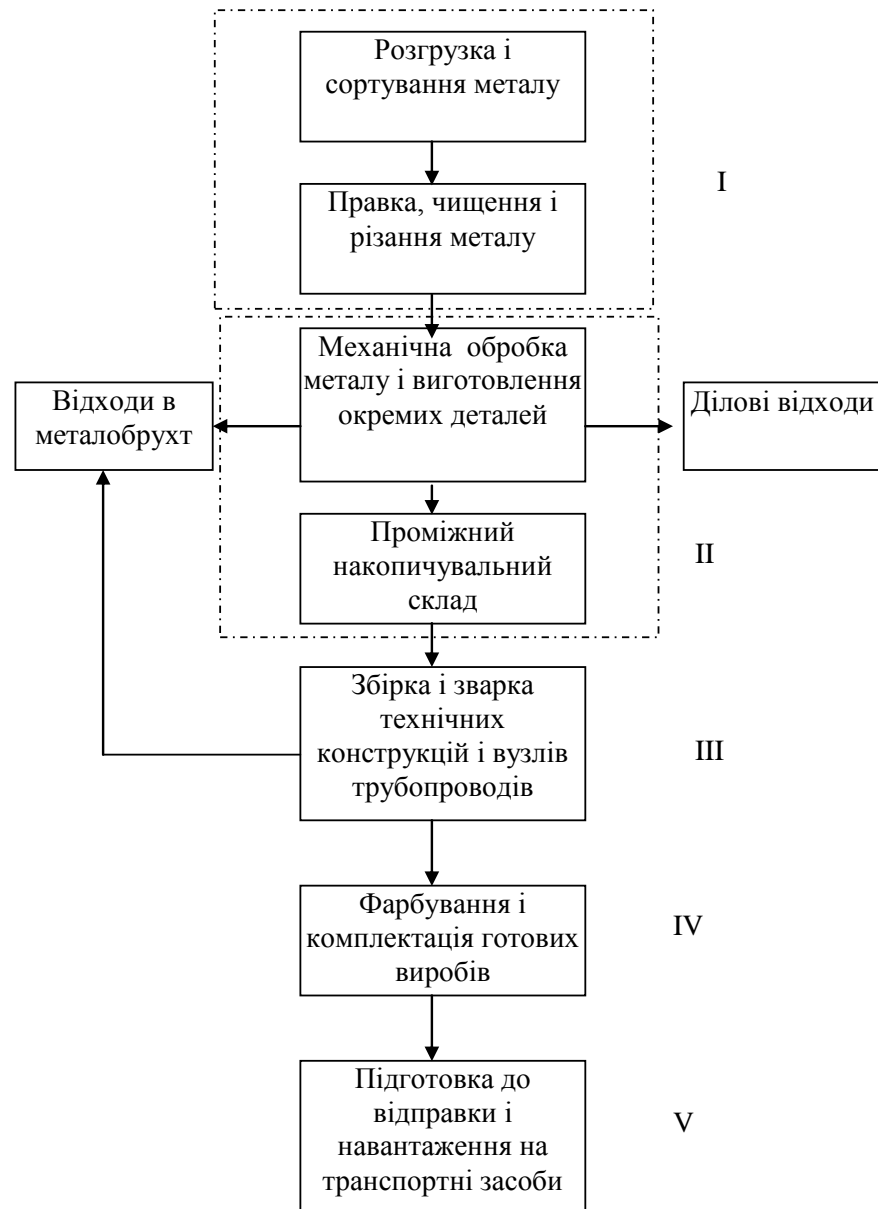 Розгрузка і
сортування металу
I
Правка, чищення і
різання металу
Механічна обробка
металу і виготовлення
окремих деталей
Відходи в
металобрухт
Ділові відходи
Проміжний
накопичувальний
склад
II
Збірка і зварка
технічних
конструкцій і вузлів
трубопроводів
III
Фарбування і
комплектація готових
виробів
IV
Підготовка до
відправки і
навантаження на
транспортні засоби
V